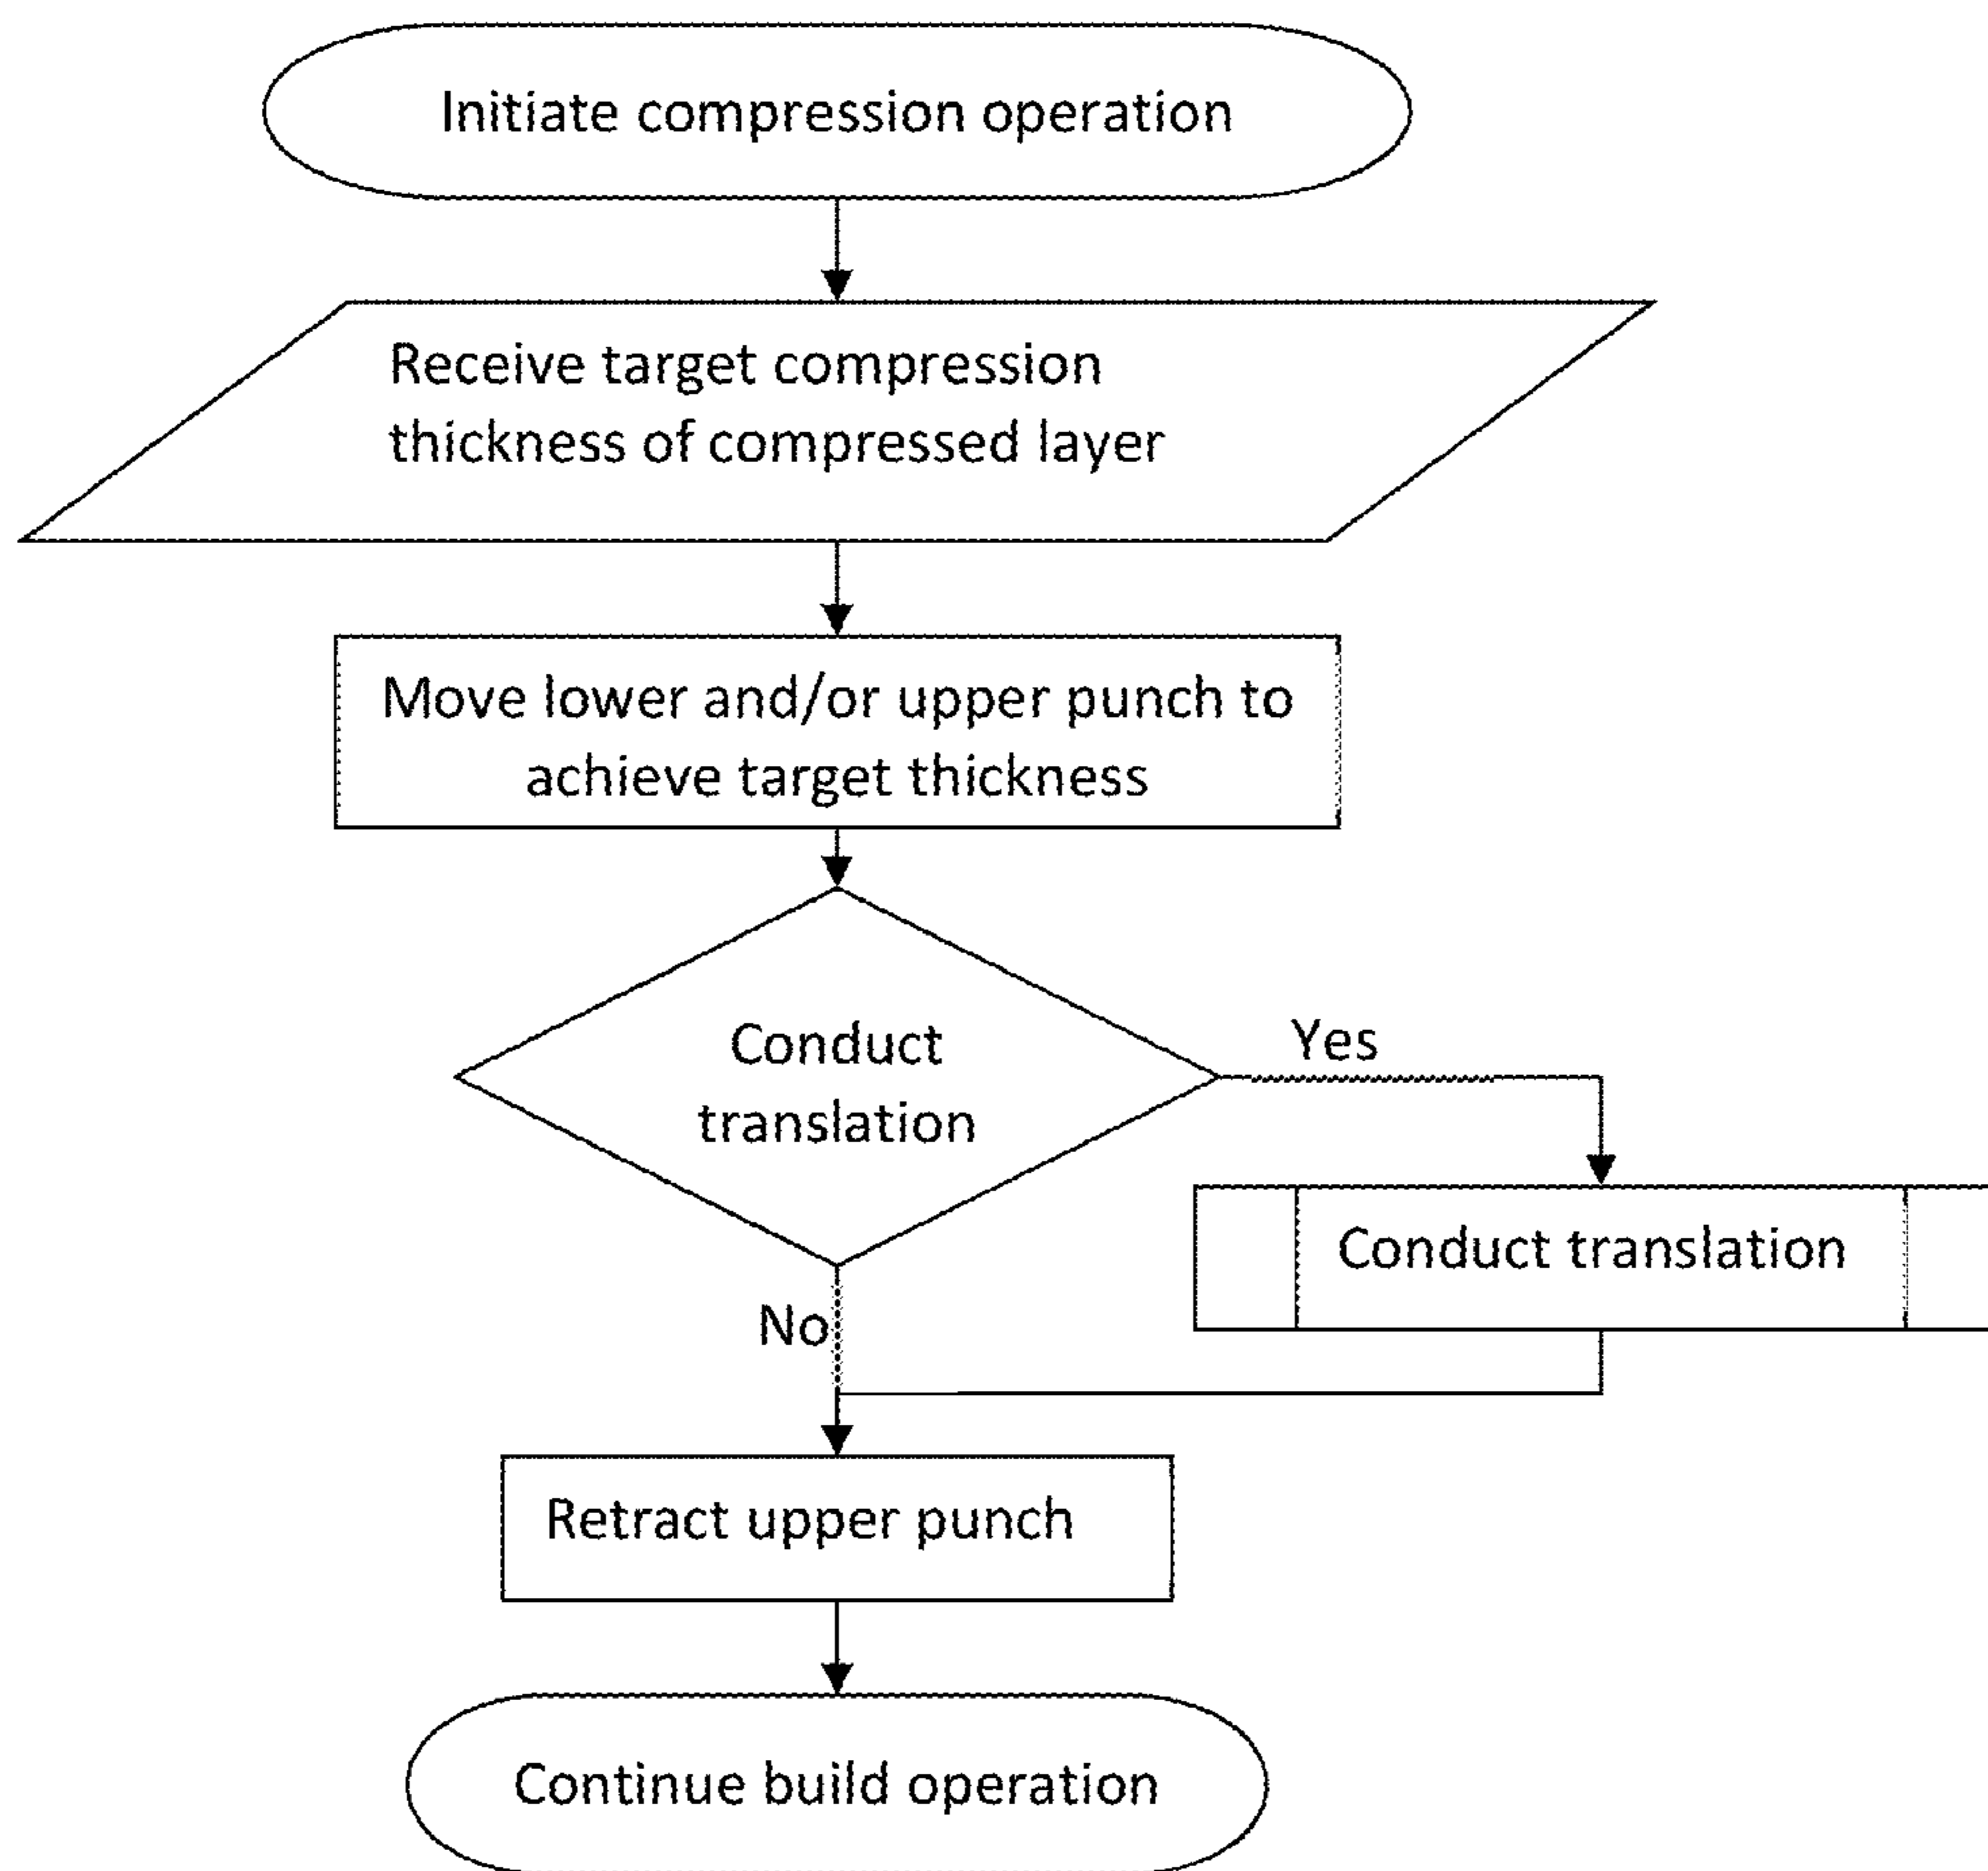 Initiate compression operation
Receive target compression
thickness of compressed layer
Move lower and/or upper punch to
achieve target thickness
Conduct
translation
Yes
Conduct translation
No
Retract upper punch
Continue build operation